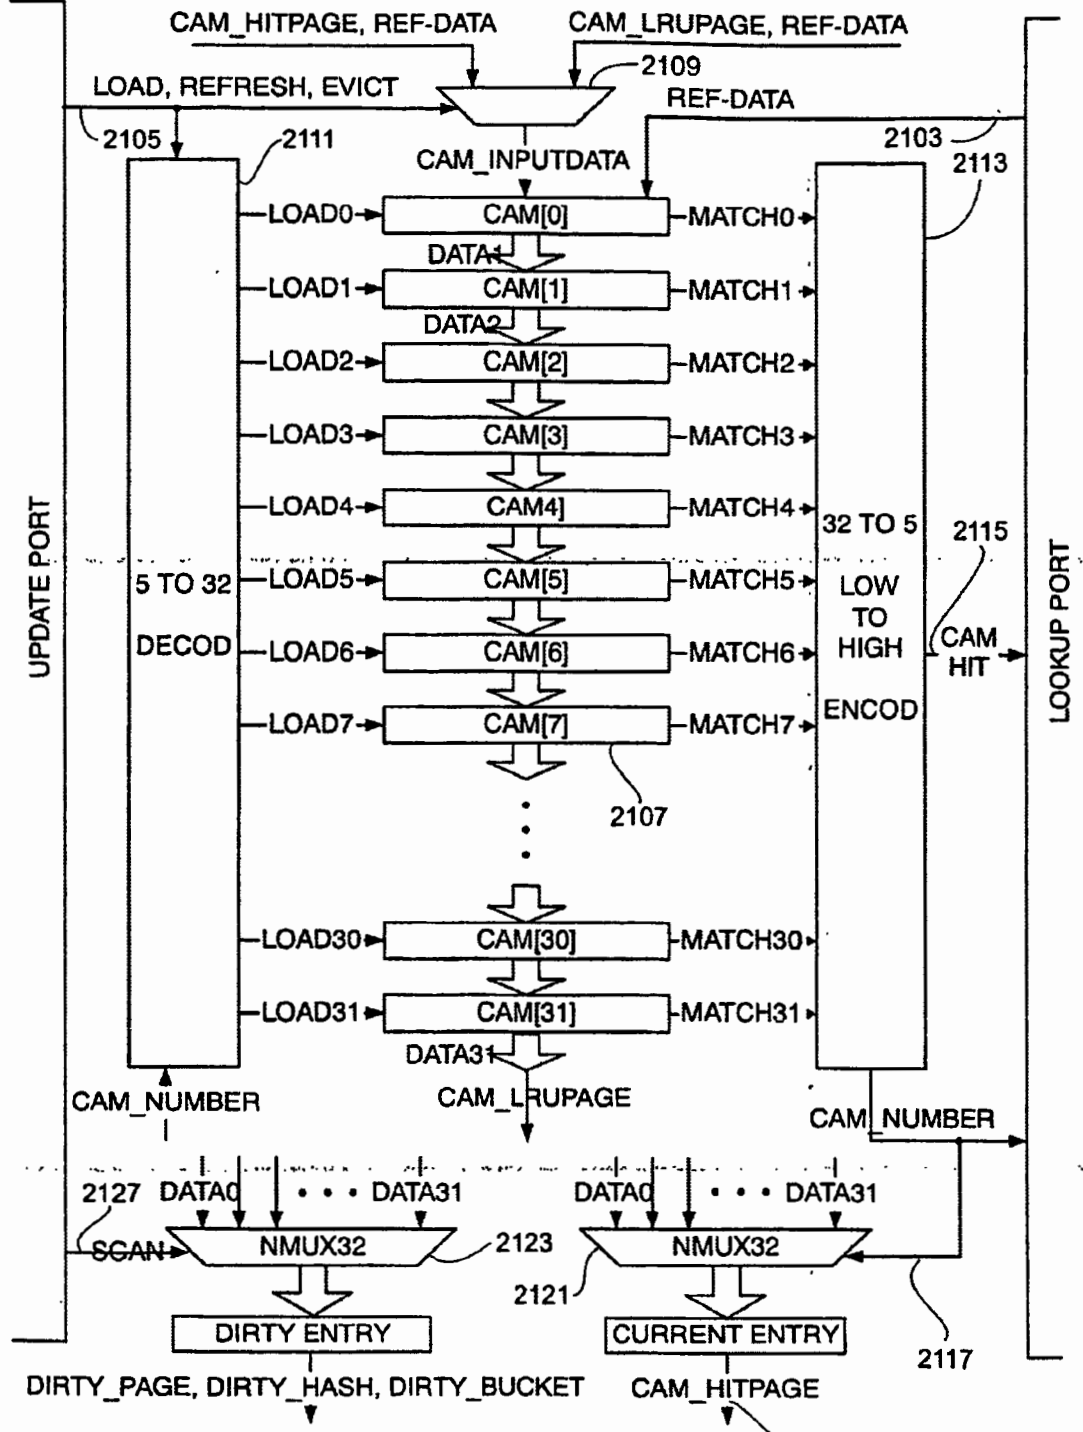 CAM_HITPAGE, REF-DATA
CAM_LRUPAGE, REF-DATA
2109
LOAD, REFRESH, EVICT
REF-DATA
2105
2111
2103
2113
CAM_INPUTDATA
LOAD0
CAM[0]
MATCH0
DATA1
LOAD1
CAM[1]
MATCH1
DATA2
LOAD2
CAM[2]
MATCH2
LOAD3
CAM[3]
MATCH3
LOAD4
CAM4]
MATCH4
LOAD5
CAM[5]
MATCH5
LOAD6
CAM[6]
MATCH6
LOAD7
CAM[7]
MATCH7
UPDATE PORT
5 TO 32
DECOD
32 TO 5
LOW
TO
HIGH
ENCOD
2115
CAM
HIT
LOOKUP PORT
2107
LOAD30
CAM[30]
MATCH30
LOAD31
CAM[31]
MATCH31
DATA31
CAM_NUMBER
CAM_LRUPAGE
CAM_NUMBER
2127
DATA0
DATA31
DATA0
DATA31
SCAN
NMUX32
2123
NMUX32
2121
2117
DIRTY ENTRY
CURRENT ENTRY
DIRTY_PAGE, DIRTY_HASH, DIRTY_BUCKET
CAM_HITPAGE